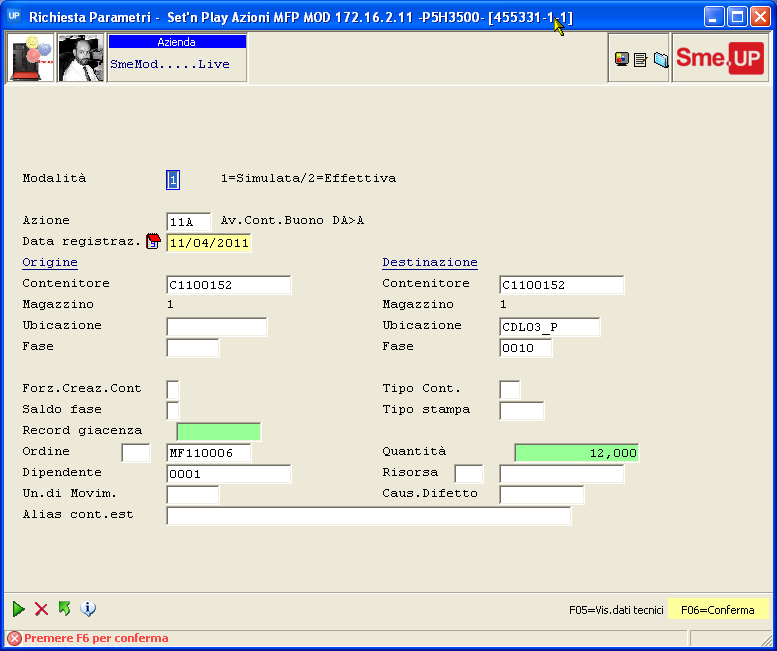 UP Richiesta Parametri - Set'n Play Azioni MFP MOD 172.16.2.11 -P5H3500- [455331-1-1]
Azienda
SmeMod.....Live
Sme.UP
Modalità 1 1=Simulata/2=Effettiva
Azione 11A Av.Cont.Buono DA>A
Data registraz. 11/04/2011
Origine Destinazione
Contenitore C1100152 Contenitore C1100152
Magazzino 1 Magazzino 1
Ubicazione Ubicazione CDL03_P
Fase Fase 0010
Forz.Creaz.Cont Tipo Cont.
Saldo fase Tipo stampa
Record giacenza
Ordine MF110006 Quantità 12,000
Dipendente 0001 Risorsa
Un.di Movim. Caus.Difetto
Alias cont.est
F05=Vis.dati tecnici F06=Conferma
Premere F6 per conferma